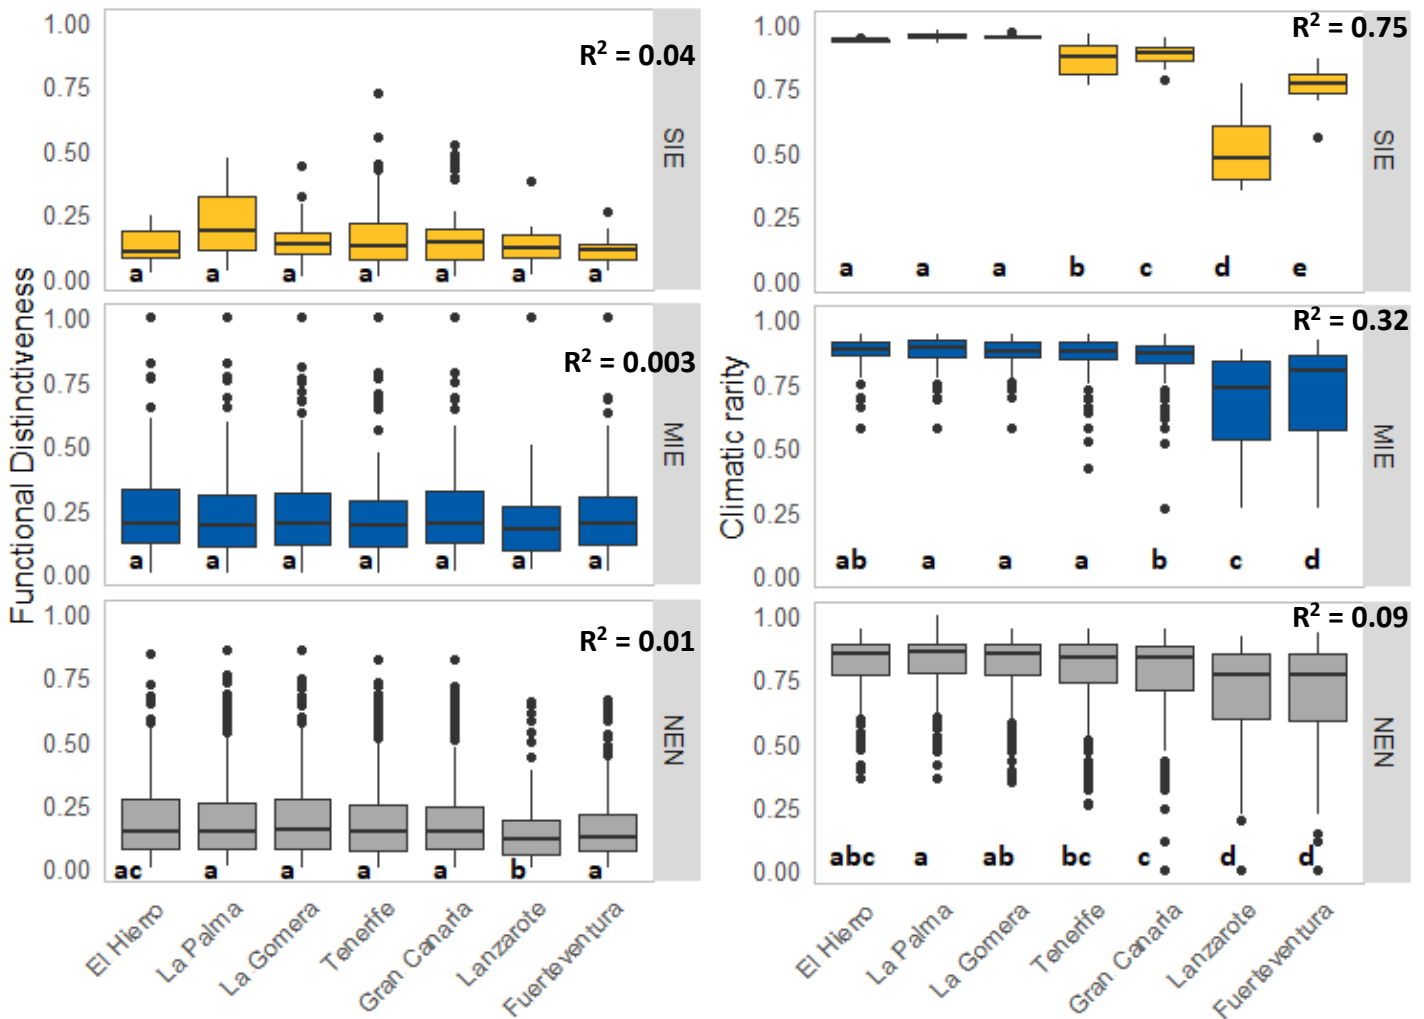 Functional Distinctiveness
1.00
0.75
0.50
0.25
0.00
R² = 0.04
SIE
a a a a a a a
1.00
0.75
0.50
0.25
0.00
R² = 0.003
MIE
a a a a a a a
1.00
0.75
0.50
0.25
0.00
R² = 0.01
NEN
ac a a a a b a
El Hierro
La Palma
La Gomera
Tenerife
Gran Canaria
Lanzarote
Fuerteventura
Climatic rarity
1.00
0.75
0.50
0.25
0.00
R² = 0.75
SIE
a a a b c d e
1.00
0.75
0.50
0.25
0.00
R² = 0.32
MIE
ab a a a b c d
1.00
0.75
0.50
0.25
0.00
R² = 0.09
NEN
abc a ab bc c d d
El Hierro
La Palma
La Gomera
Tenerife
Gran Canaria
Lanzarote
Fuerteventura